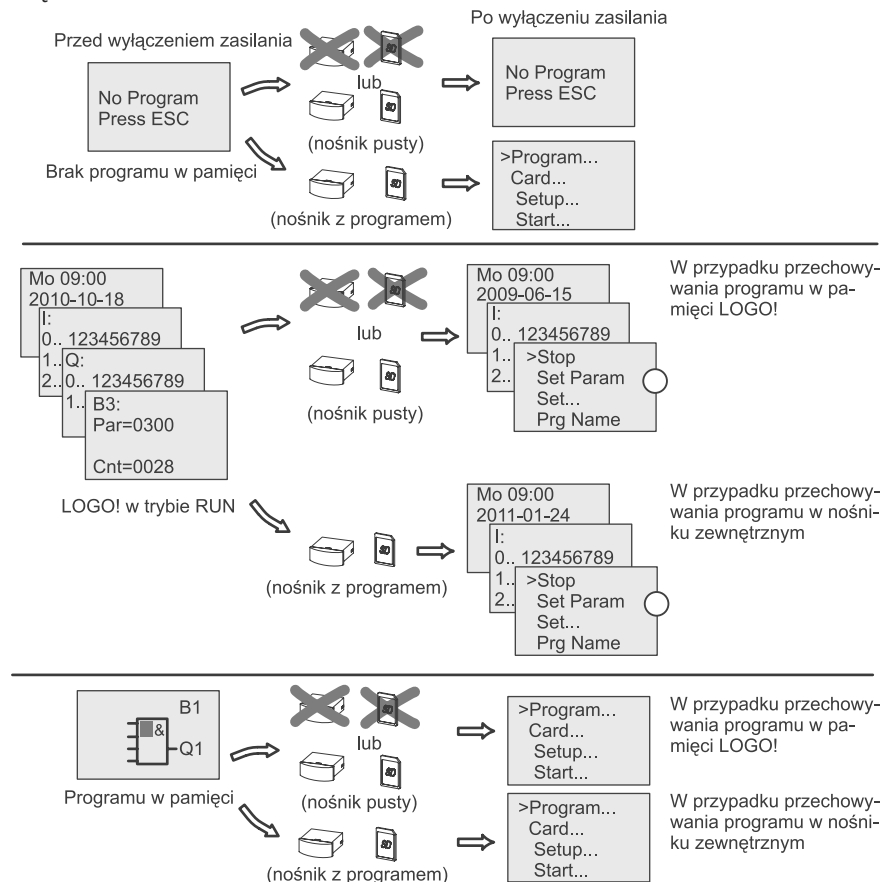 Po wyłączeniu zasilania
Przed wyłączeniem zasilania
No Program
Press ESC
Brak programu w pamięci
lub
(nośnik pusty)
(nośnik z programem)
No Program
Press ESC
>Program...
Card...
Setup...
Start...
Mo 09:00
2010-10-18
I:
0.. 123456789
1..
2..
Q:
0.. 123456789
1..
B3:
Par=0300
Cnt=0028
LOGO! w trybie RUN
lub
(nośnik pusty)
Mo 09:00
2009-06-15
I:
0.. 123456789
1..
2..
>Stop
Set Param
Set...
Prg Name
W przypadku przechowy-
wania programu w pa-
mięci LOGO!
(nośnik z programem)
Mo 09:00
2011-01-24
I:
0.. 123456789
1..
2..
>Stop
Set Param
Set...
Prg Name
W przypadku przechowy-
wania programu w nośni-
ku zewnętrznym
B1
&
Q1
Programu w pamięci
lub
(nośnik pusty)
>Program...
Card...
Setup...
Start...
W przypadku przechowy-
wania programu w pa-
mięci LOGO!
(nośnik z programem)
>Program...
Card...
Setup...
Start...
W przypadku przechowy-
wania programu w nośni-
ku zewnętrznym